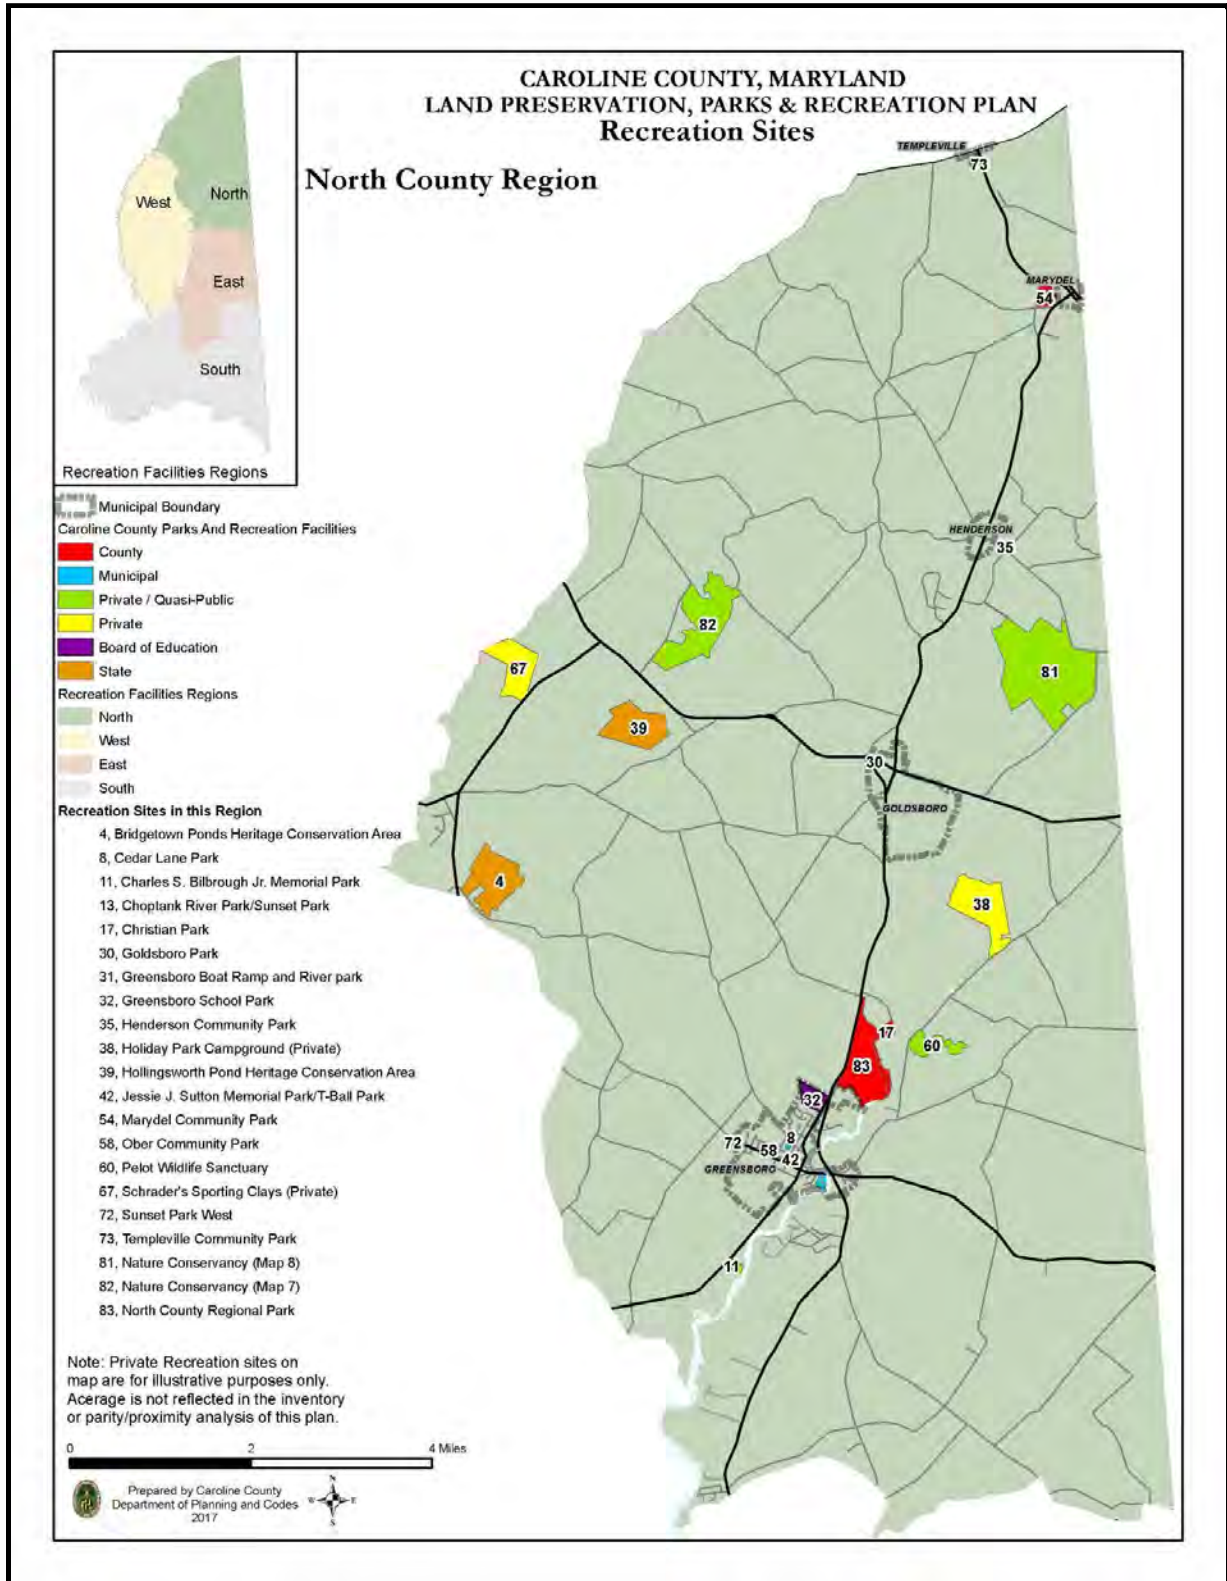 CAROLINE COUNTY, MARYLAND
LAND PRESERVATION, PARKS & RECREATION PLAN
Recreation Sites
North County Region
West
North
East
South
Recreation Facilities Regions
Municipal Boundary
Caroline County Parks And Recreation Facilities
County
Municipal
Private / Quasi-Public
Private
Board of Education
State
Recreation Facilities Regions
North
West
East
South
Recreation Sites in this Region
4, Bridgetown Ponds Heritage Conservation Area
8, Cedar Lane Park
11, Charles S. Bilbrough Jr. Memorial Park
13, Choptank River Park/Sunset Park
17, Christian Park
30, Goldsboro Park
31, Greensboro Boat Ramp and River park
32, Greensboro School Park
35, Henderson Community Park
38, Holiday Park Campground (Private)
39, Hollingsworth Pond Heritage Conservation Area
42, Jessie J. Sutton Memorial Park/T-Ball Park
54, Marydel Community Park
58, Ober Community Park
60, Pelot Wildlife Sanctuary
67, Schrader's Sporting Clays (Private)
72, Sunset Park West
73, Templeville Community Park
81, Nature Conservancy (Map 8)
82, Nature Conservancy (Map 7)
83, North County Regional Park
Note: Private Recreation sites on
map are for illustrative purposes only.
Acerage is not reflected in the inventory
or parity/proximity analysis of this plan.
0 2 4 Miles
Prepared by Caroline County
Department of Planning and Codes
2017
N
W E
S
TEMPLEVILLE
73
MARYDEL
54
HENDERSON
35
82
81
67
39
30
GOLDSBORO
4
38
17
60
83
32
8
72
58
42
GREENSBORO
11